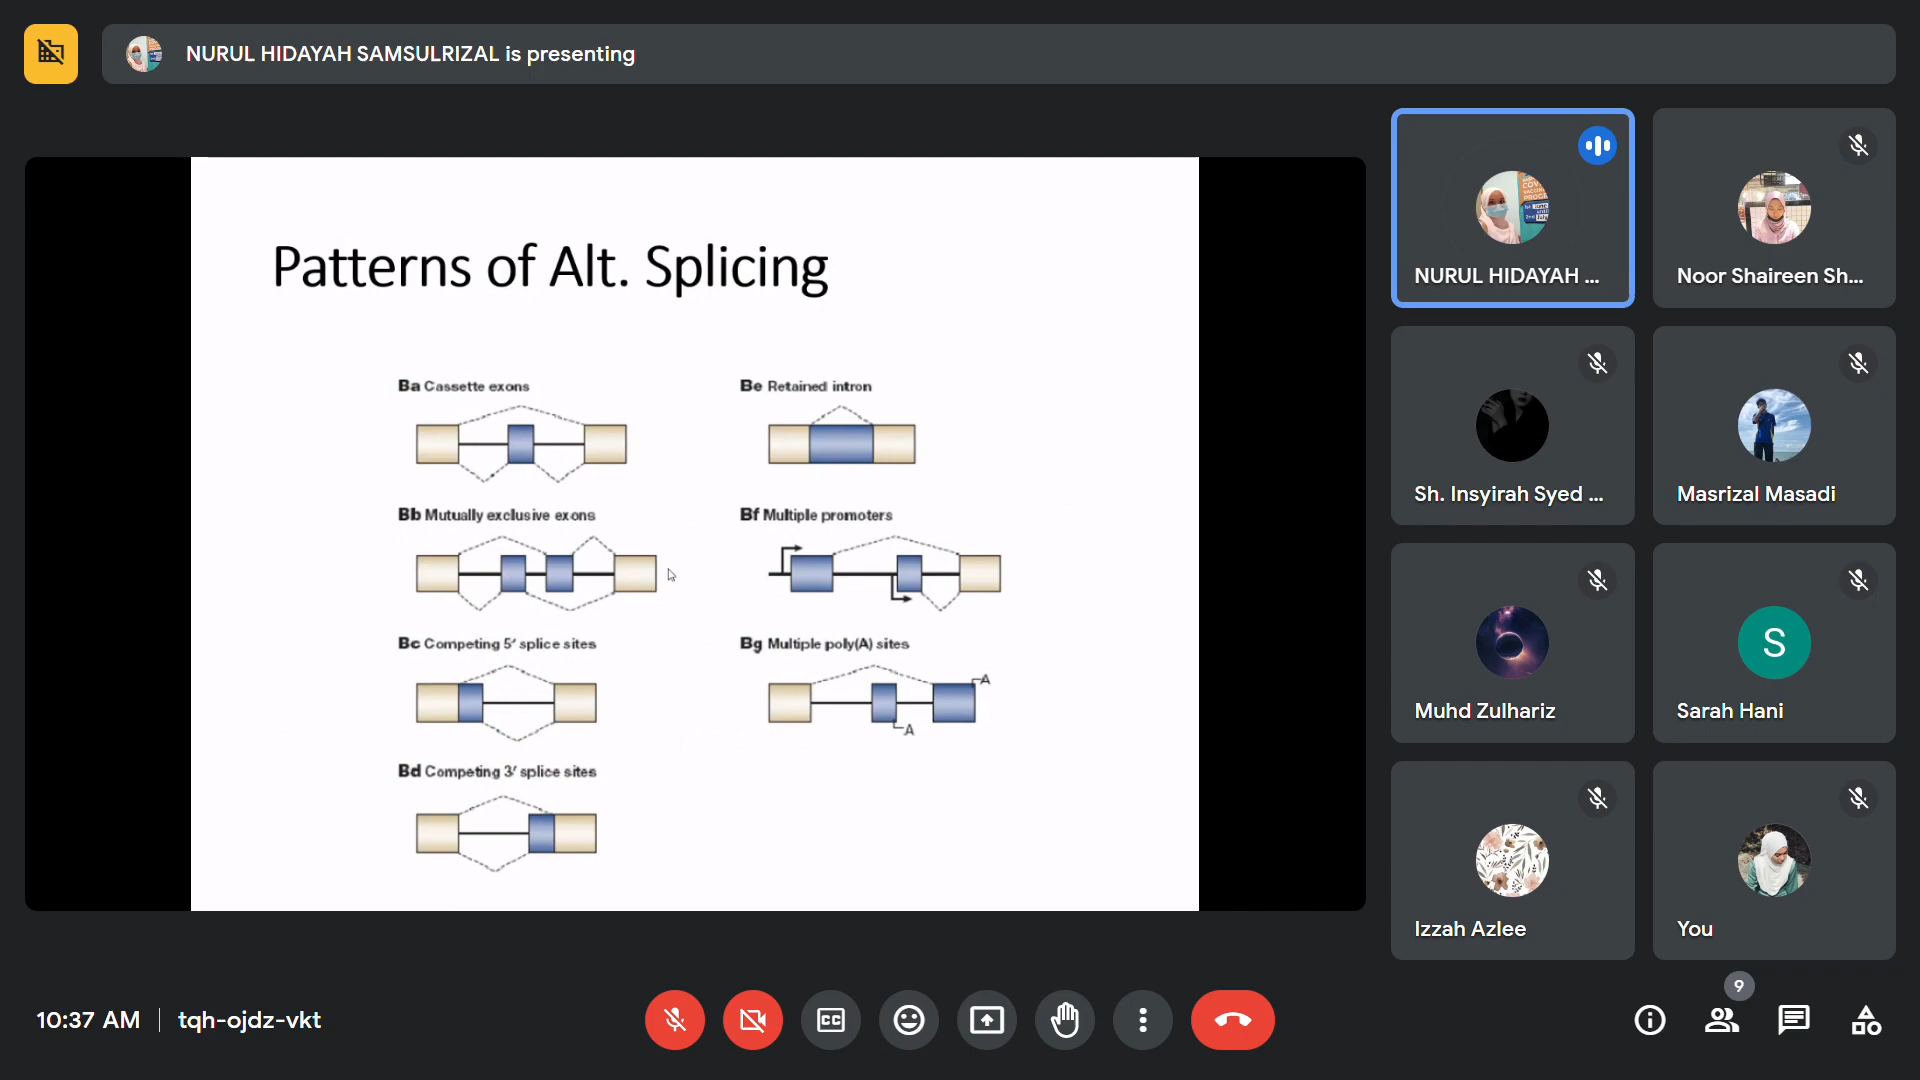 NURUL HIDAYAH SAMSULRIZAL is presenting
Patterns of Alt. Splicing
Ba Cassette exons
Bb Mutually exclusive exons
Bc Competing 5′ splice sites
Bd Competing 3′ splice sites
Be Retained intron
Bf Multiple promoters
Bg Multiple poly(A) sites
A
A
NURUL HIDAYAH ...
Noor Shaireen Sh...
Sh. Insyirah Syed ...
Masrizal Masadi
Muhd Zulhariz
S
Sarah Hani
Izzah Azlee
You
10:37 AM | tqh-ojdz-vkt
CC
9